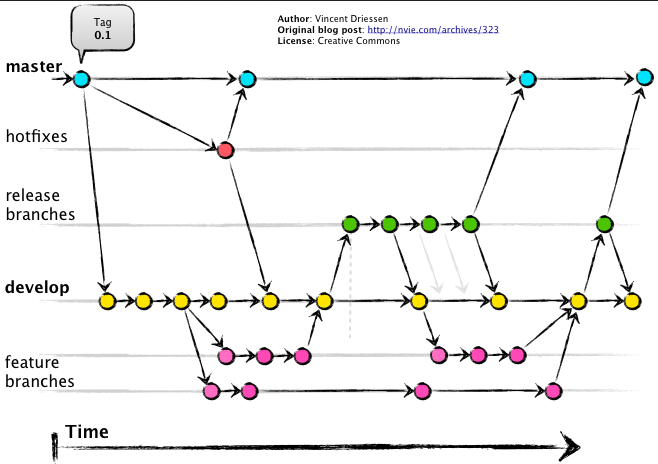 Tag
0.1
Author: Vincent Driessen
Original blog post: http://nvie.com/archives/323
License: Creative Commons
master
hotfixes
release
branches
develop
feature
branches
Time